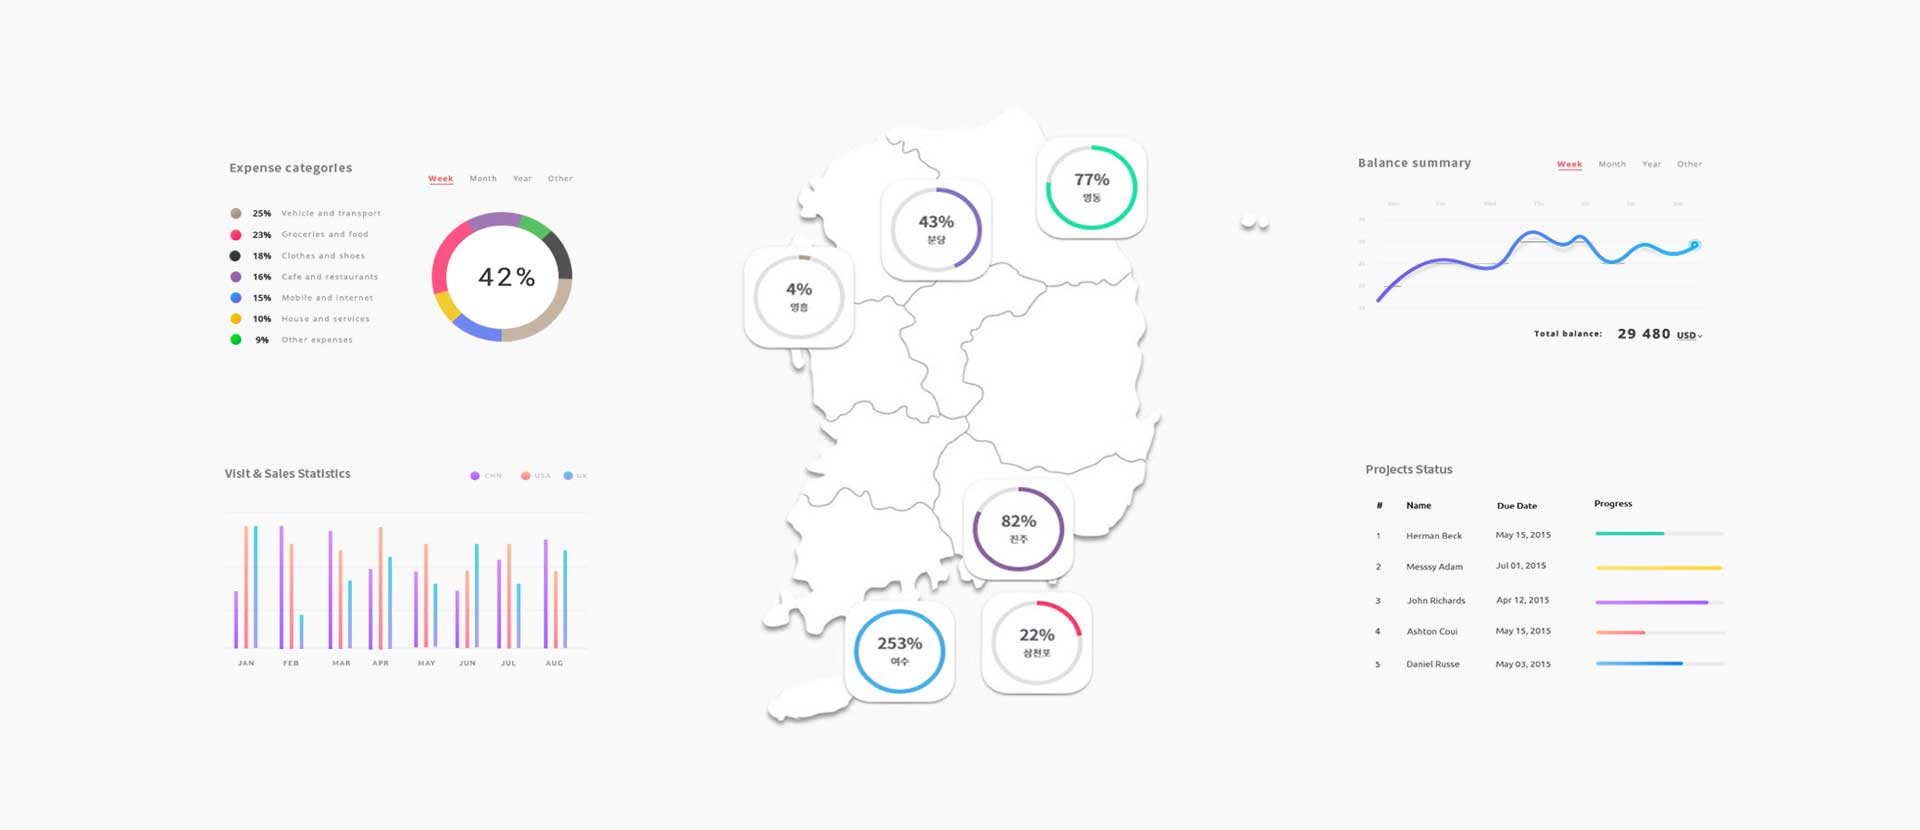 Expense categories
Week Month Year Other
25% Vehicle and transport
23% Groceries and food
18% Clothes and shoes
16% Cafe and restaurants
15% Mobile and internet
10% House and services
9% Other expenses
42%
Visit & Sales Statistics
CHN USA UK
JAN FEB MAR APR MAY JUN JUL AUG
77%
영동
43%
분당
4%
영흥
82%
진주
253%
여수
22%
삼천포
Balance summary
Week Month Year Other
Total balance: 29 480 USD
Projects Status
# Name Due Date Progress
1 Herman Beck May 15, 2015
2 Messsy Adam Jul 01, 2015
3 John Richards Apr 12, 2015
4 Ashton Coui May 15, 2015
5 Daniel Russe May 03, 2015